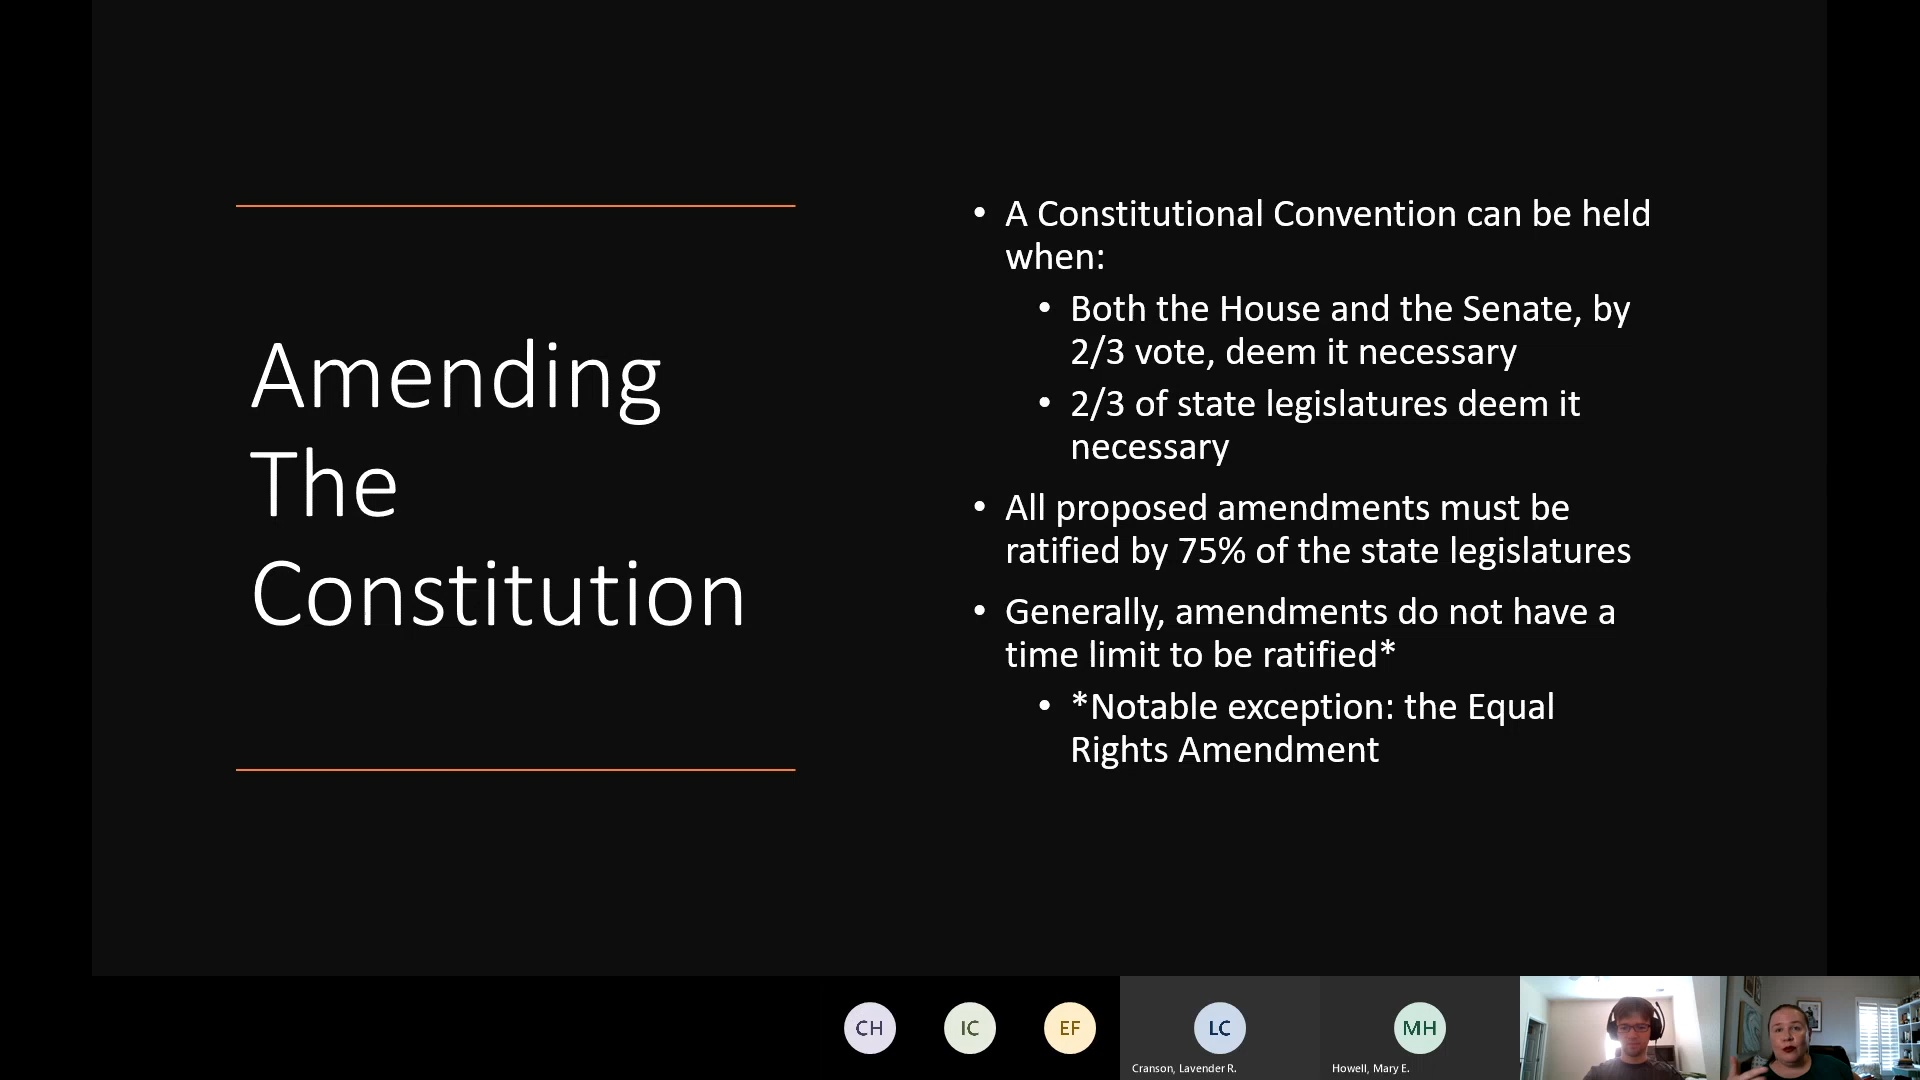 Amending
The
Constitution
• A Constitutional Convention can be held
when:
• Both the House and the Senate, by
2/3 vote, deem it necessary
• 2/3 of state legislatures deem it
necessary
• All proposed amendments must be
ratified by 75% of the state legislatures
• Generally, amendments do not have a
time limit to be ratified*
• *Notable exception: the Equal
Rights Amendment
CH
IC
EF
LC
MH
Cranson, Lavender R.
Howell, Mary E.